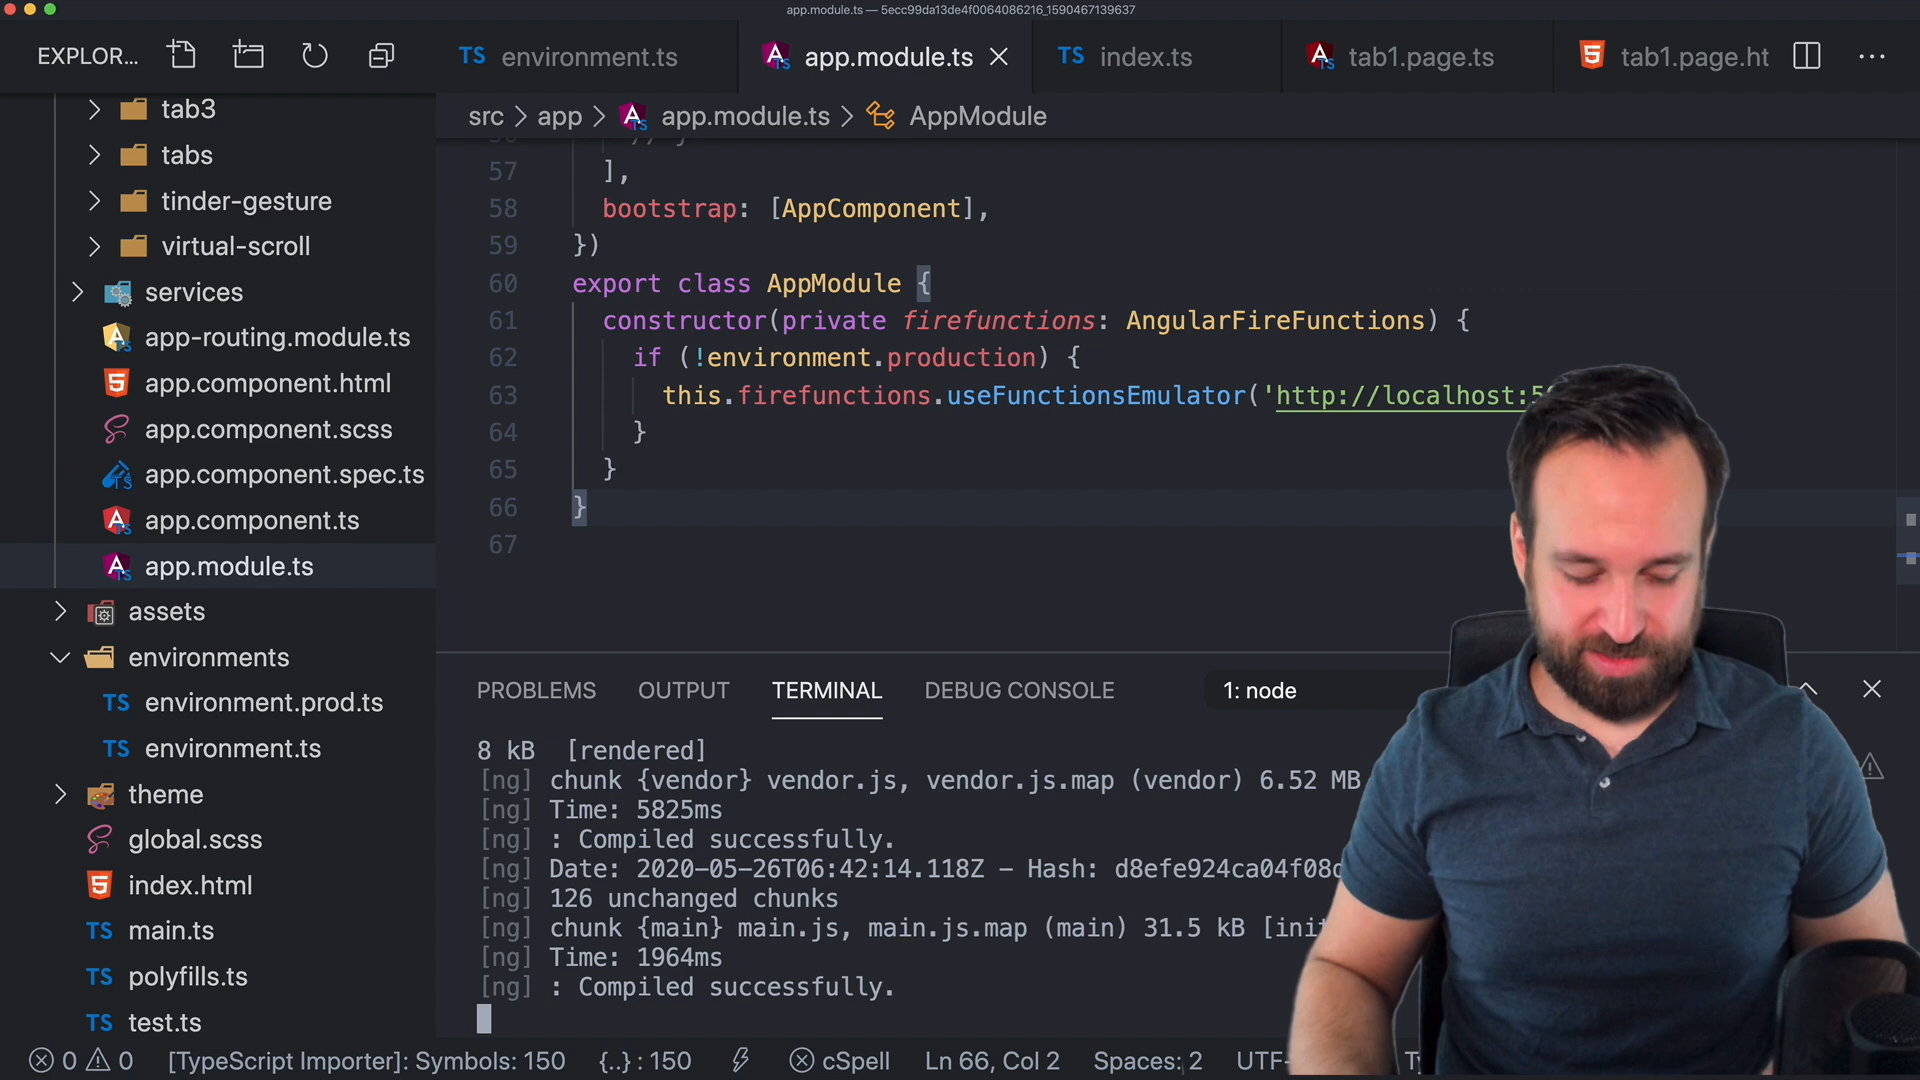 app.module.ts — 5ecc99da13de4f0064086216_1590467139637
EXPLOR...
environment.ts
app.module.ts
index.ts
tab1.page.ts
tab1.page.ht
src > app > app.module.ts > AppModule
tab3
tabs
tinder-gesture
virtual-scroll
services
app-routing.module.ts
app.component.html
app.component.scss
app.component.spec.ts
app.component.ts
app.module.ts
assets
environments
environment.prod.ts
environment.ts
theme
global.scss
index.html
main.ts
polyfills.ts
test.ts
57 ],
58 bootstrap: [AppComponent],
59 })
60 export class AppModule {
61 constructor(private firefunctions: AngularFireFunctions) {
62 if (!environment.production) {
63 this.firefunctions.useFunctionsEmulator('http://localhost:5
64 }
65 }
66 }
67
PROBLEMS OUTPUT TERMINAL DEBUG CONSOLE 1: node
8 kB [rendered]
[ng] chunk {vendor} vendor.js, vendor.js.map (vendor) 6.52 MB
[ng] Time: 5825ms
[ng] : Compiled successfully.
[ng] Date: 2020-05-26T06:42:14.118Z – Hash: d8efe924ca04f08
[ng] 126 unchanged chunks
[ng] chunk {main} main.js, main.js.map (main) 31.5 kB [ini
[ng] Time: 1964ms
[ng] : Compiled successfully.
0 0 [TypeScript Importer]: Symbols: 150 {..} : 150 cSpell Ln 66, Col 2 Spaces: 2 UTF-